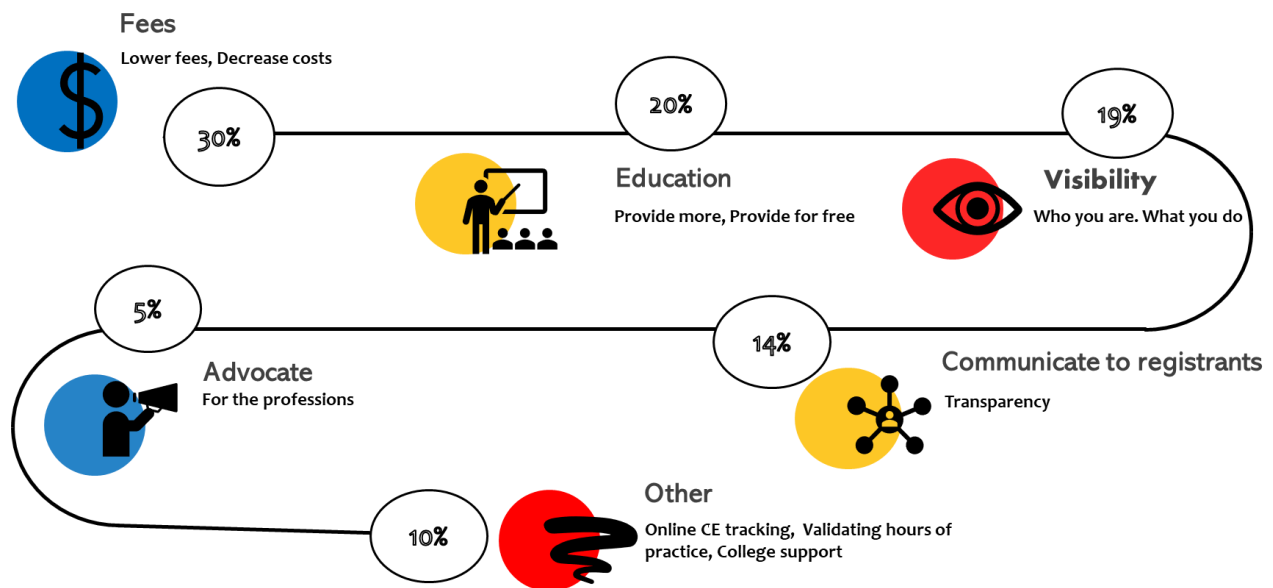 Fees
Lower fees, Decrease costs
$
30%
20%
19%
Education
Provide more, Provide for free
Visibility
Who you are. What you do
5%
14%
Advocate
For the professions
Communicate to registrants
Transparency
10%
Other
Online CE tracking, Validating hours of
practice, College support